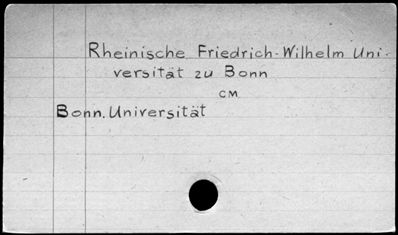 Rheinische Friedrich-Wilhelm Uni-
versität zu Bonn
CM
Bonn. Universität